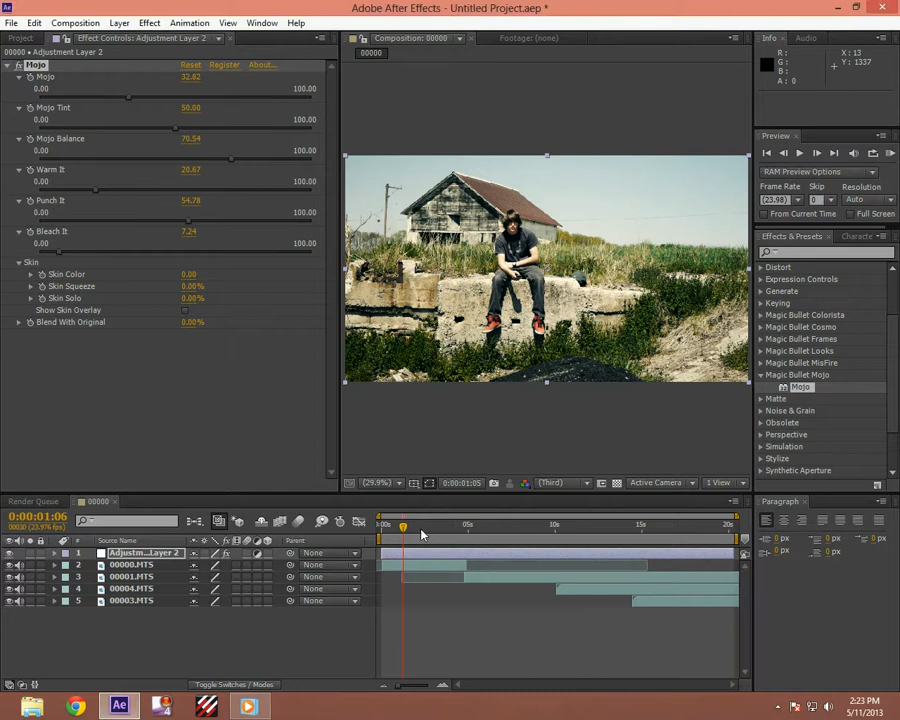 Adobe After Effects - Untitled Project.aep *
File Edit Composition Layer Effect Animation View Window Help
Project Effect Controls: Adjustment Layer 2
00000 • Adjustment Layer 2
fx Mojo Reset Register About...
Mojo 32.82
0.00 100.00
Mojo Tint 50.00
0.00 100.00
Mojo Balance 70.54
0.00 100.00
Warm It 20.67
0.00 100.00
Punch It 54.78
0.00 100.00
Bleach It 7.24
0.00 100.00
Skin
Skin Color 0.00
Skin Squeeze 0.00%
Skin Solo 0.00%
Show Skin Overlay
Blend With Original 0.00%
Composition: 00000 Footage: (none)
00000
(29.9%) 0:00:01:05 (Third) Active Camera 1 View
Info Audio
R : X : 13
G : Y : 1337
B :
A : 0
Preview
RAM Preview Options
Frame Rate Skip Resolution
(23.98) 0 Auto
From Current Time Full Screen
Effects & Presets Characte
Distort
Expression Controls
Generate
Keying
Magic Bullet Colorista
Magic Bullet Cosmo
Magic Bullet Frames
Magic Bullet Looks
Magic Bullet MisFire
Magic Bullet Mojo
Mojo
Matte
Noise & Grain
Obsolete
Perspective
Simulation
Stylize
Synthetic Aperture
Render Queue 00000
0:00:01:06
00030 (23.976 fps)
:00s 05s 10s 15s 20s
# Source Name Parent
1 Adjustm...Layer 2 fx None
2 00000.MTS None
3 00001.MTS None
4 00004.MTS None
5 00003.MTS None
Toggle Switches / Modes
Paragraph
0 px 0 px 0 px
0 px 0 px
Ae
2:23 PM
5/11/2013